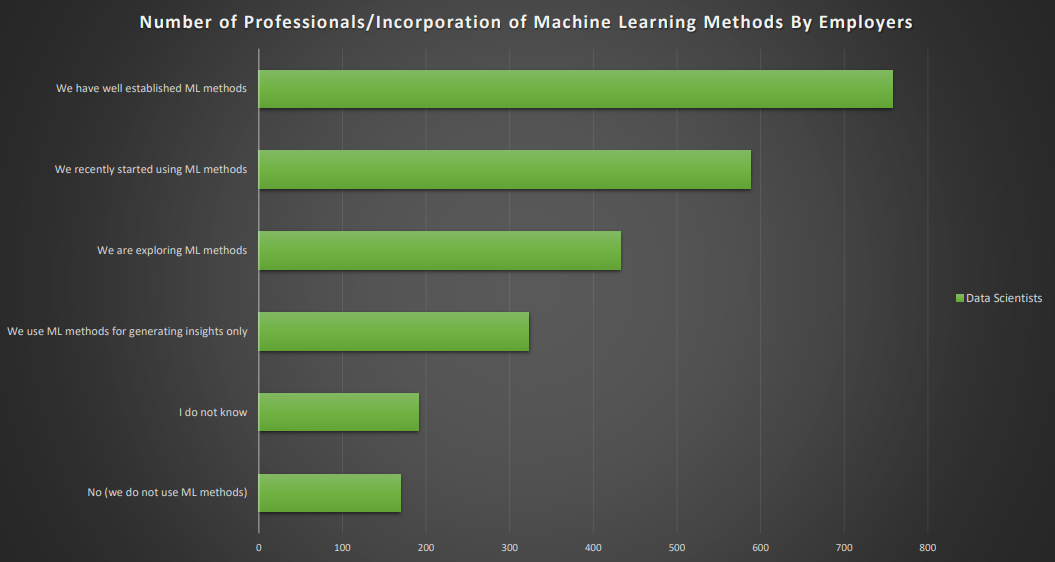 Number of Professionals/Incorporation of Machine Learning Methods By Employers
We have well established ML methods
We recently started using ML methods
We are exploring ML methods
We use ML methods for generating insights only
I do not know
No (we do not use ML methods)
0 100 200 300 400 500 600 700 800
Data Scientists